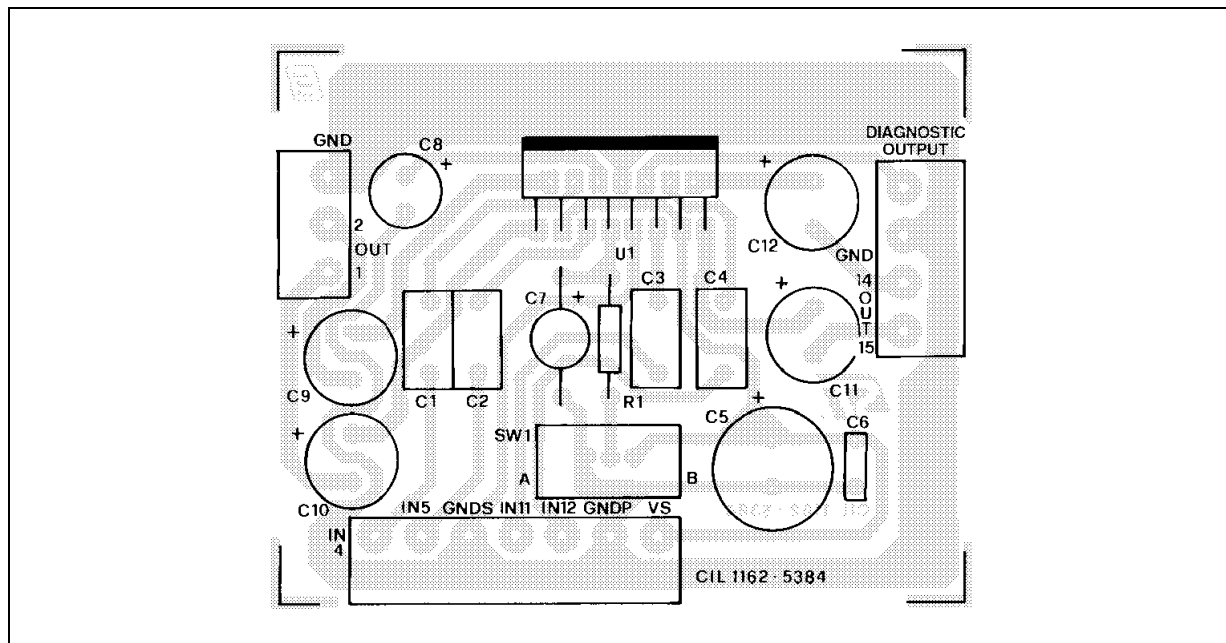 DIAGNOSTIC
OUTPUT
GND
C8
+
+
2
OUT
1
U1
C12
GND
14
OUT
15
C7
+
C3
C4
+
+
C9
C1
C2
R1
C11
+
SW1
C5
+
C6
A
B
C10
IN5 GNDS IN11 IN12 GNDP VS
IN
4
CIL 1162 · 5384